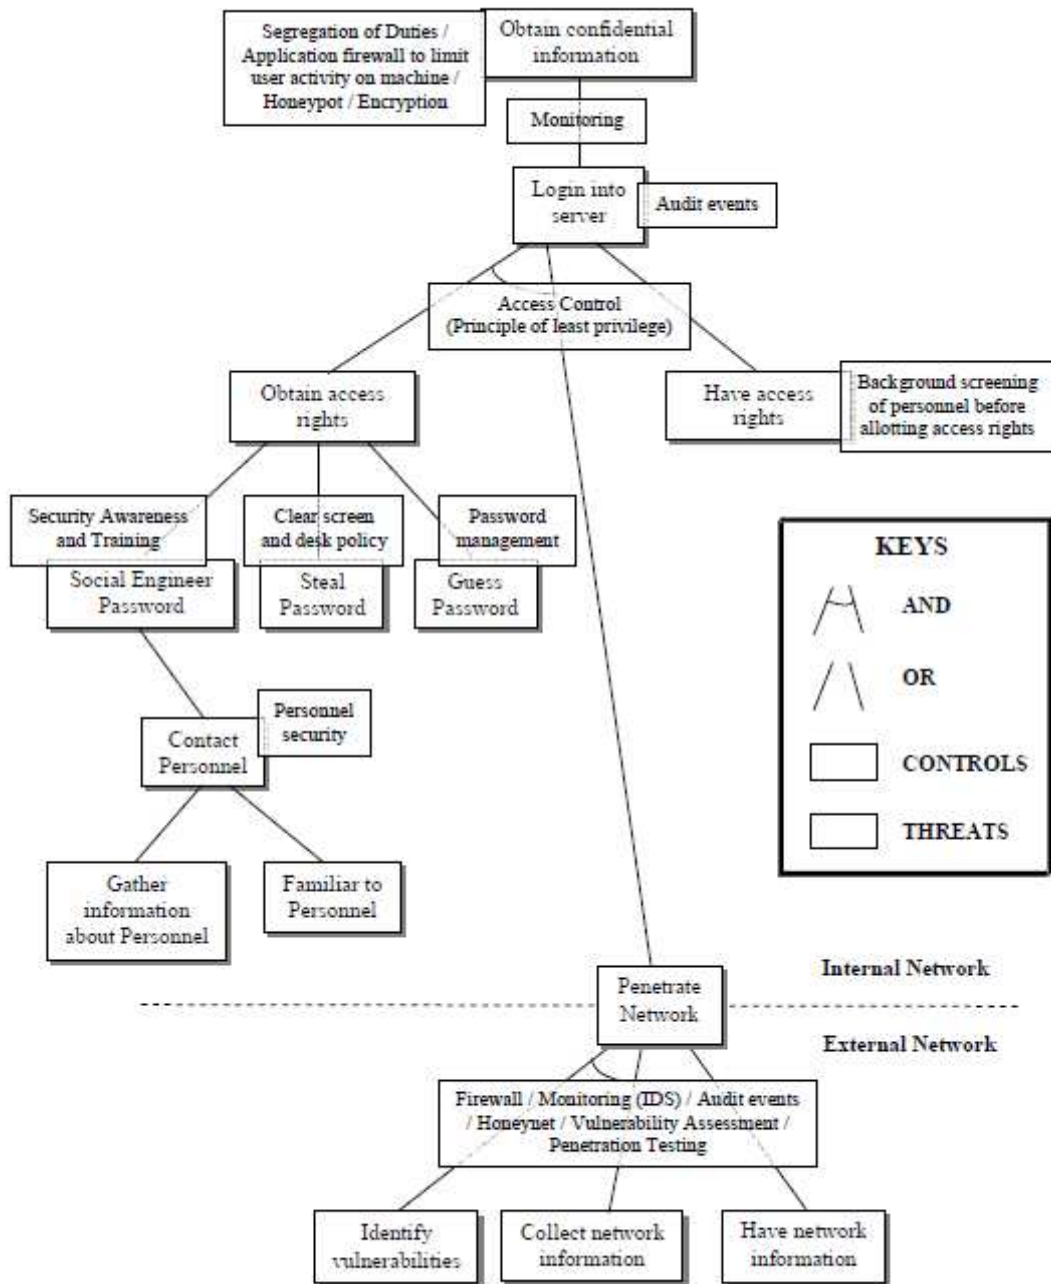 Segregation of Duties /
Application firewall to limit
user activity on machine /
Honeypot / Encryption
Obtain confidential
information
Monitoring
Login into
server
Audit events
Access Control
(Principle of least privilege)
Obtain access
rights
Have access
rights
Background screening
of personnel before
allotting access rights
Security Awareness
and Training
Clear screen
and desk policy
Password
management
Social Engineer
Password
Steal
Password
Guess
Password
KEYS
AND
OR
CONTROLS
THREATS
Contact
Personnel
Personnel
security
Gather
information
about Personnel
Familiar to
Personnel
Penetrate
Network
Internal Network
External Network
Firewall / Monitoring (IDS) / Audit events
/ Honeynet / Vulnerability Assessment /
Penetration Testing
Identify
vulnerabilities
Collect network
information
Have network
information